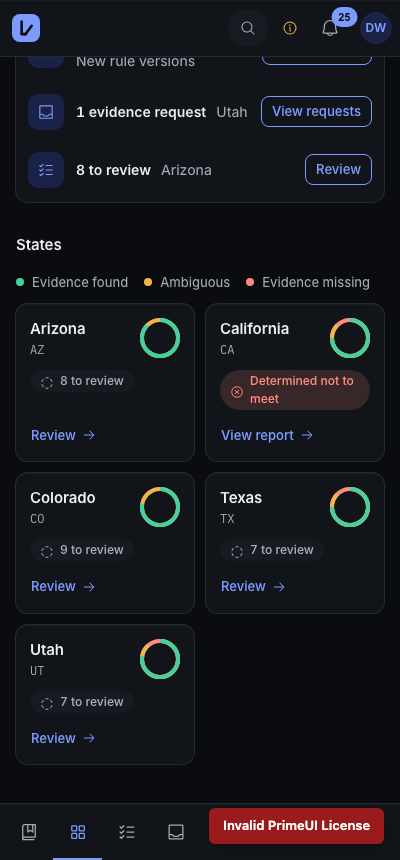 25
DW
New rule versions
1 evidence request Utah View requests
8 to review Arizona Review
States
Evidence found Ambiguous Evidence missing
Arizona
AZ
8 to review
Review
California
CA
Determined not to
meet
View report
Colorado
CO
9 to review
Review
Texas
TX
7 to review
Review
Utah
UT
7 to review
Review
Invalid PrimeUI License